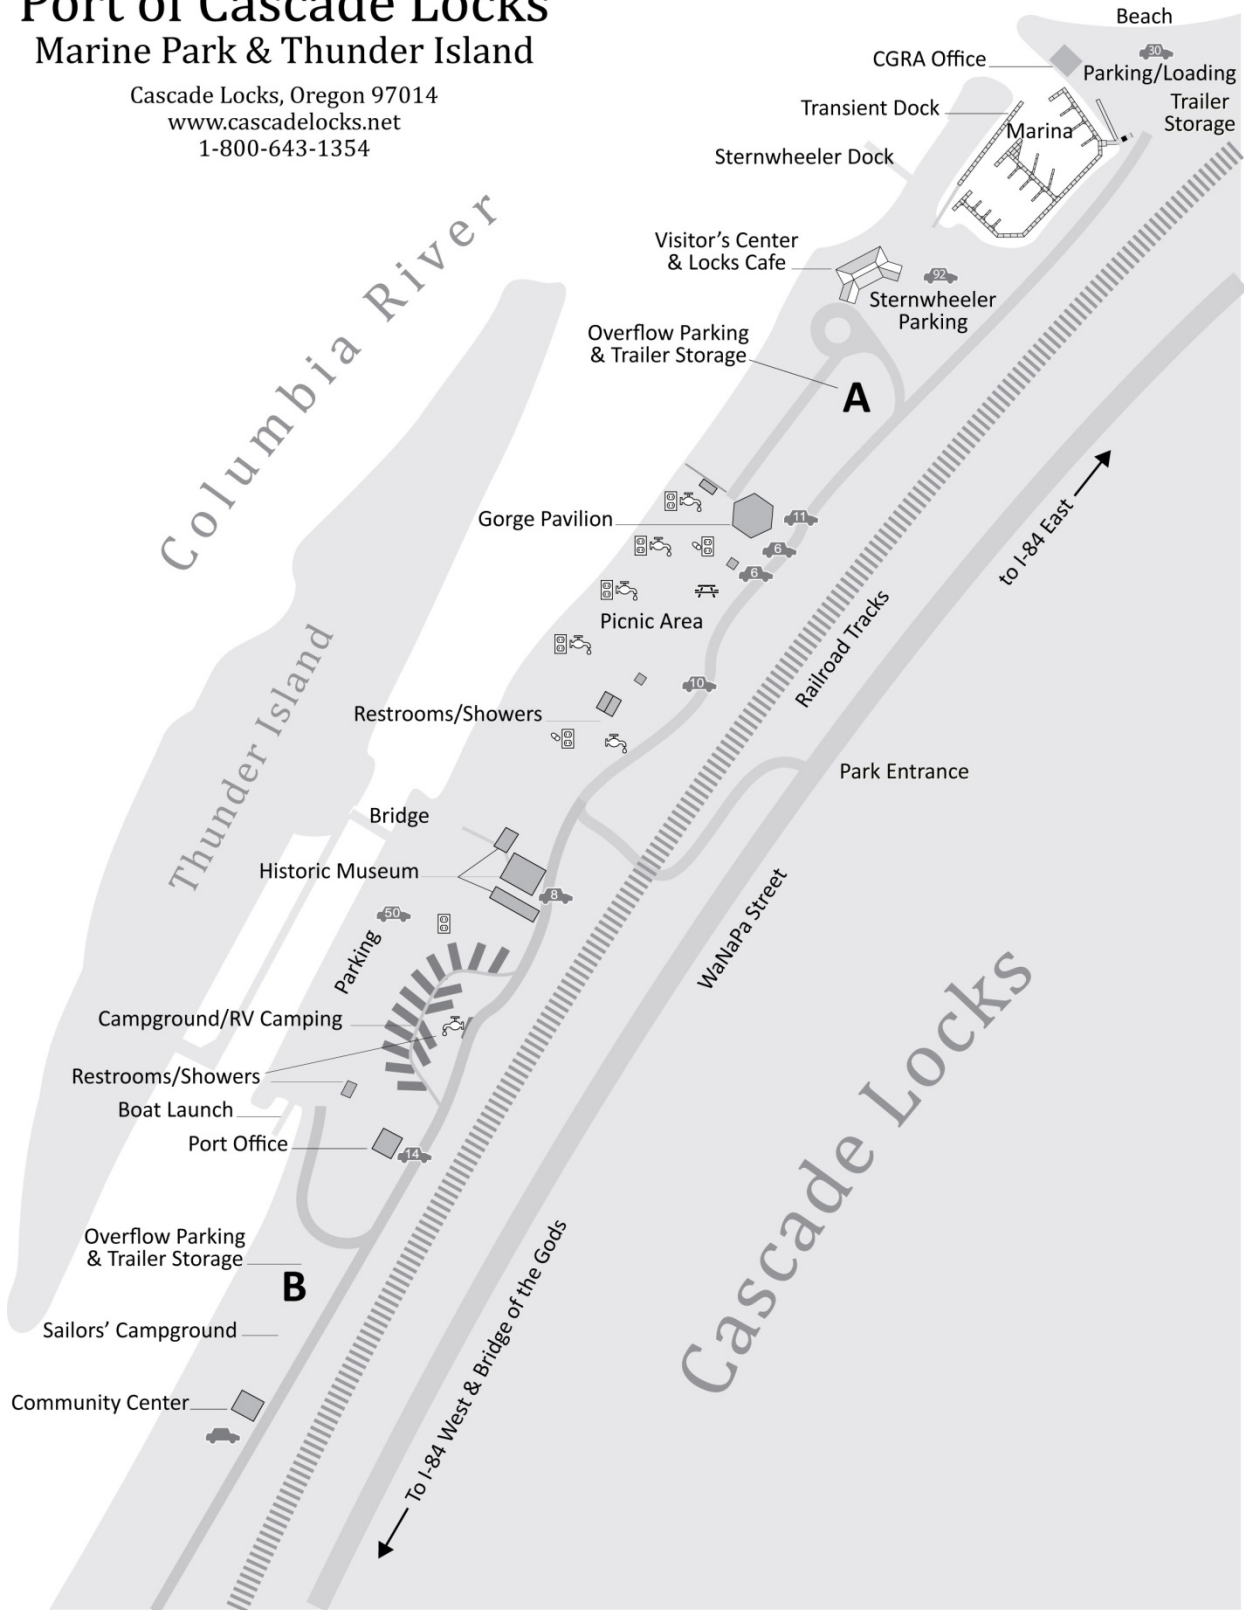 Port of Cascade Locks
Marine Park & Thunder Island
Cascade Locks, Oregon 97014
www.cascadelocks.net
1-800-643-1354
Beach
30
CGRA Office
Parking/Loading
Trailer
Storage
Transient Dock
Marina
Sternwheeler Dock
Visitor's Center
& Locks Cafe
92
Sternwheeler
Parking
Columbia River
Overflow Parking
& Trailer Storage
A
to I-84 East
Gorge Pavilion
11
6
6
Picnic Area
Railroad Tracks
Thunder Island
10
Restrooms/Showers
Park Entrance
Bridge
Historic Museum
8
50
Parking
WaNaPa Street
Campground/RV Camping
Cascade Locks
Restrooms/Showers
Boat Launch
Port Office
14
Overflow Parking
& Trailer Storage
B
To I-84 West & Bridge of the Gods
Sailors' Campground
Community Center